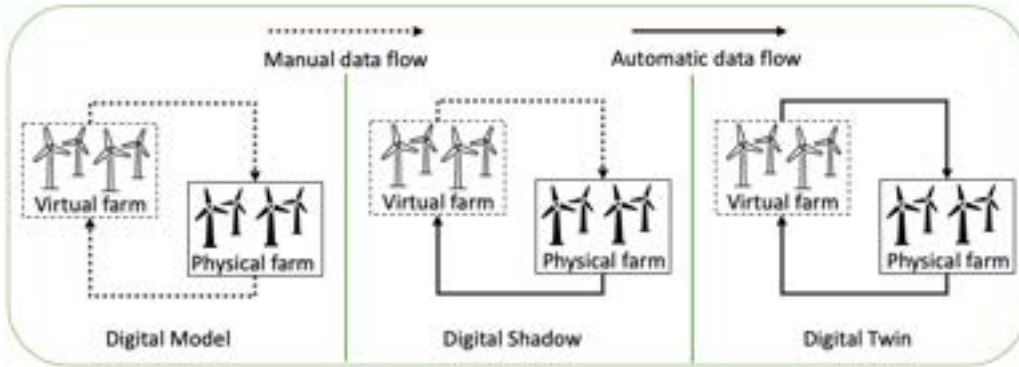 Manual data flow
Automatic data flow
Virtual farm
Physical farm
Digital Model
Virtual farm
Physical farm
Digital Shadow
Virtual farm
Physical farm
Digital Twin